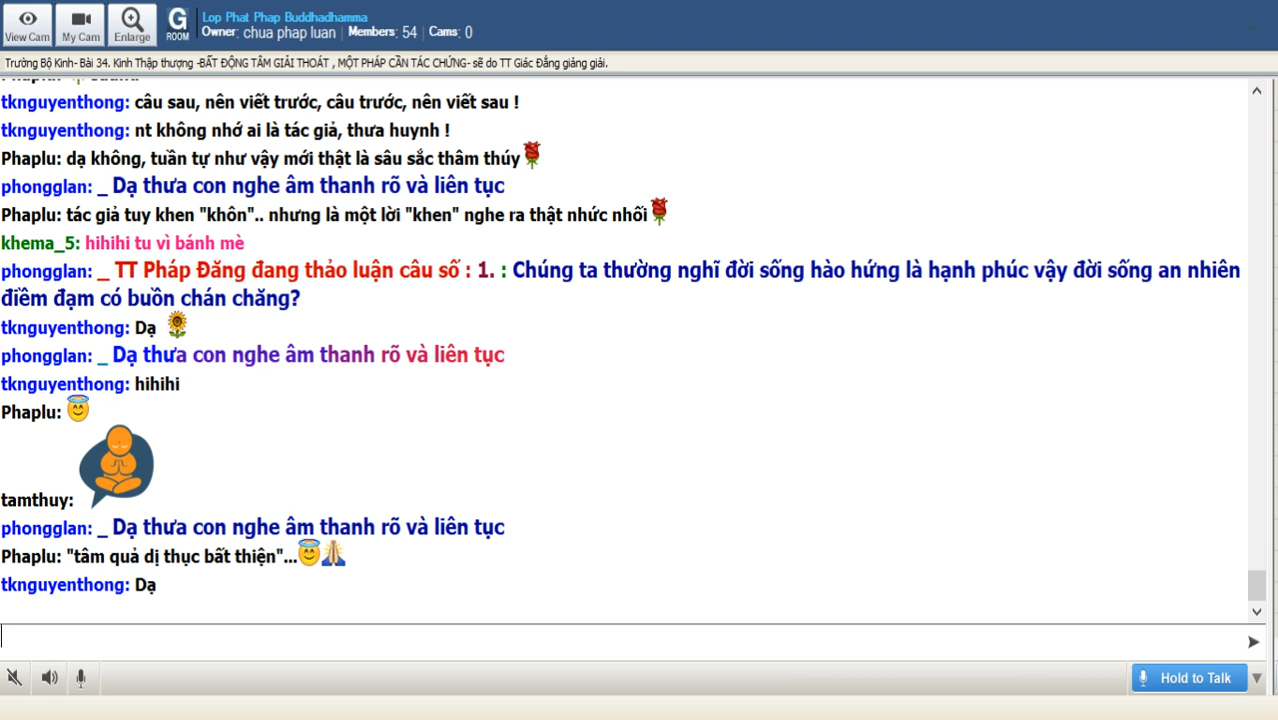 View Cam
My Cam
Enlarge
G
ROOM
Lop Phat Phap Buddhadhamma
Owner: chua phap luan | Members: 54 | Cams: 0
Trường Bộ Kinh- Bài 34. Kinh Thập thượng -BẤT ĐỘNG TÂM GIẢI THOÁT , MỘT PHÁP CẦN TÁC CHỨNG- sẽ do TT Giác Đẳng giảng giải.
tknguyenthong: câu sau, nên viết trước, câu trước, nên viết sau !
tknguyenthong: nt không nhớ ai là tác giả, thưa huynh !
Phaplu: dạ không, tuần tự như vậy mới thật là sâu sắc thâm thúy
phongglan: _ Dạ thưa con nghe âm thanh rõ và liên tục
Phaplu: tác giả tuy khen "khôn".. nhưng là một lời "khen" nghe ra thật nhức nhối
khema_5: hihihi tu vì bánh mè
phongglan: _ TT Pháp Đăng đang thảo luận câu số : 1. : Chúng ta thường nghĩ đời sống hào hứng là hạnh phúc vậy đời sống an nhiên
điềm đạm có buồn chán chăng?
tknguyenthong: Dạ
phongglan: _ Dạ thưa con nghe âm thanh rõ và liên tục
tknguyenthong: hihihi
Phaplu:
tamthuy:
phongglan: _ Dạ thưa con nghe âm thanh rõ và liên tục
Phaplu: "tâm quả dị thục bất thiện"...
tknguyenthong: Dạ
Hold to Talk